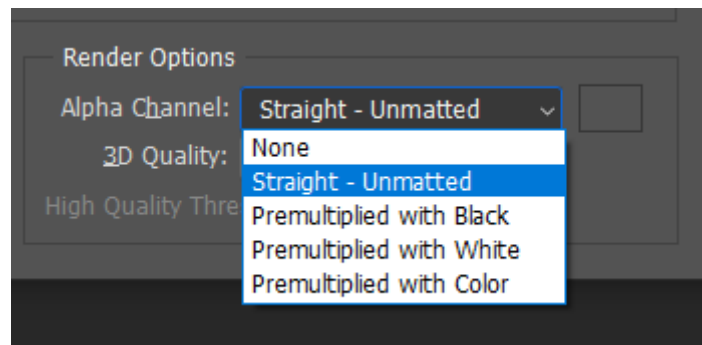 Render Options
Alpha Channel: Straight - Unmatted
3D Quality: None
Straight - Unmatted
High Quality Thre
Premultiplied with Black
Premultiplied with White
Premultiplied with Color